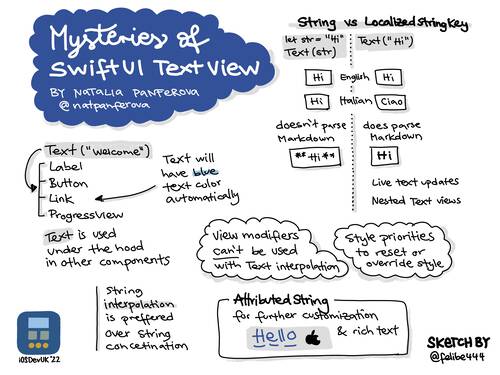 Mysteries of
SwiftUI Text View
BY NATALIA PANFEROVA
@natpanferova
String vs LocalizedStringKey
let str = "Hi"
Text(str)
Text("Hi")
Hi English Hi
Hi Italian Ciao
doesn't parse
Markdown
does parse
Markdown
**Hi**
Hi
Live text updates
Nested Text views
Text("Welcome")
Label
Button
Link
ProgressView
Text will
have blue
text color
automatically
Text is used
under the hood
in other components
View modifiers
can't be used
with Text interpolation
Style priorities
to reset or
override style
String
interpolation
is preffered
over string
concetination
Attributed String
for further customization
& rich text
Hello
iOSDevUK '22
SKETCH BY
@felibe444